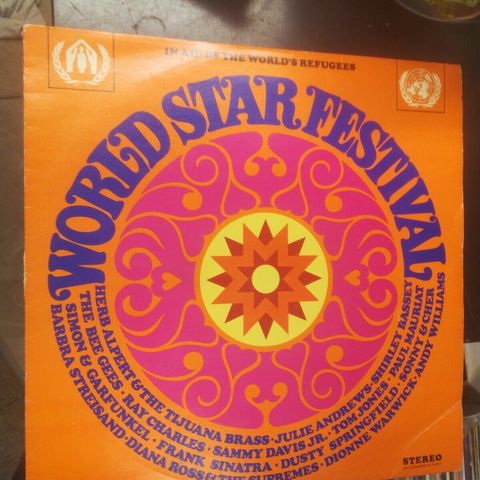 IN AID OF THE WORLD'S REFUGEES
WORLD STAR FESTIVAL
HERB ALPERT & THE TIJUANA BRASS · JULIE ANDREWS · SHIRLEY BASSEY
THE BEE GEES · RAY CHARLES · SAMMY DAVIS JR. · TOM JONES · PAUL MAURIAT
SIMON & GARFUNKEL · FRANK SINATRA · DUSTY SPRINGFIELD · SONNY & CHER
BARBRA STREISAND · DIANA ROSS & THE SUPREMES · DIONNE WARWICK · ANDY WILLIAMS
STEREO